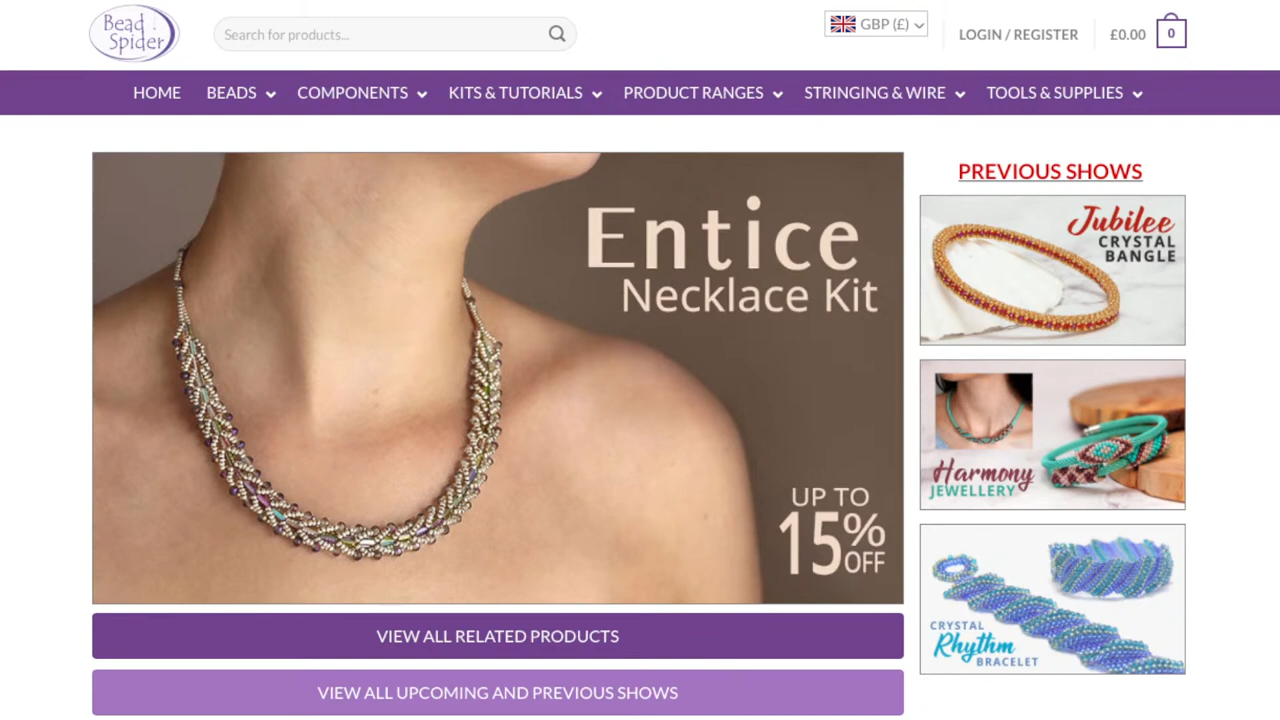 Bead
Spider
Search for products...
GBP (£)
LOGIN / REGISTER
£0.00
0
HOME
BEADS
COMPONENTS
KITS & TUTORIALS
PRODUCT RANGES
STRINGING & WIRE
TOOLS & SUPPLIES
Entice
Necklace Kit
UP TO
15%
OFF
VIEW ALL RELATED PRODUCTS
VIEW ALL UPCOMING AND PREVIOUS SHOWS
PREVIOUS SHOWS
Jubilee
CRYSTAL
BANGLE
Harmony
JEWELLERY
CRYSTAL
Rhythm
BRACELET